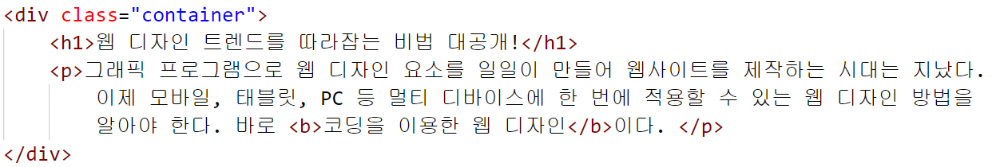 <div class="container">
<h1>웹 디자인 트렌드를 따라잡는 비법 대공개!</h1>
<p>그래픽 프로그램으로 웹 디자인 요소를 일일이 만들어 웹사이트를 제작하는 시대는 지났다.
이제 모바일, 태블릿, PC 등 멀티 디바이스에 한 번에 적용할 수 있는 웹 디자인 방법을
알아야 한다. 바로 <b>코딩을 이용한 웹 디자인</b>이다. </p>
</div>